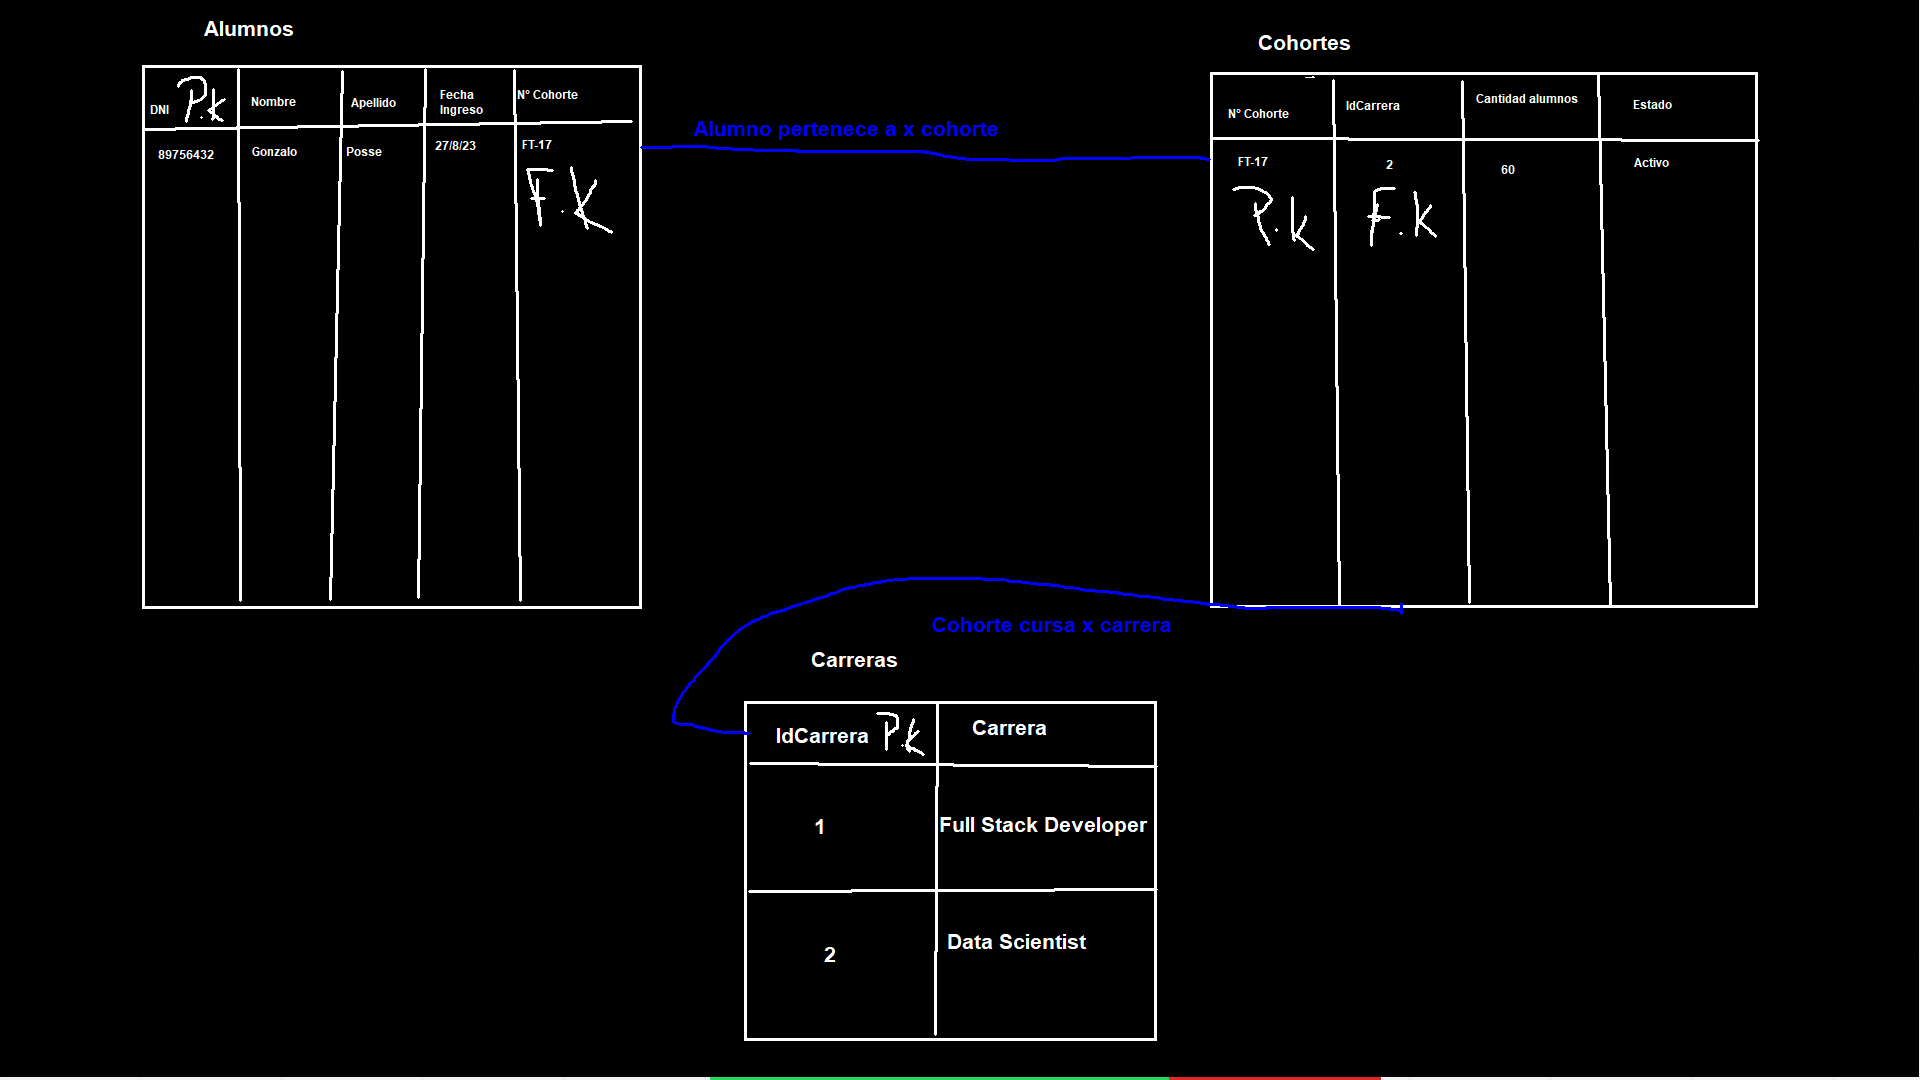 Alumnos
DNI P.k Nombre Apellido Fecha Ingreso N° Cohorte
89756432 Gonzalo Posse 27/8/23 FT-17
F.K
Alumno pertenece a x cohorte
Cohortes
N° Cohorte IdCarrera Cantidad alumnos Estado
FT-17 2 60 Activo
P.k F.k
Cohorte cursa x carrera
Carreras
IdCarrera P.k Carrera
1 Full Stack Developer
2 Data Scientist